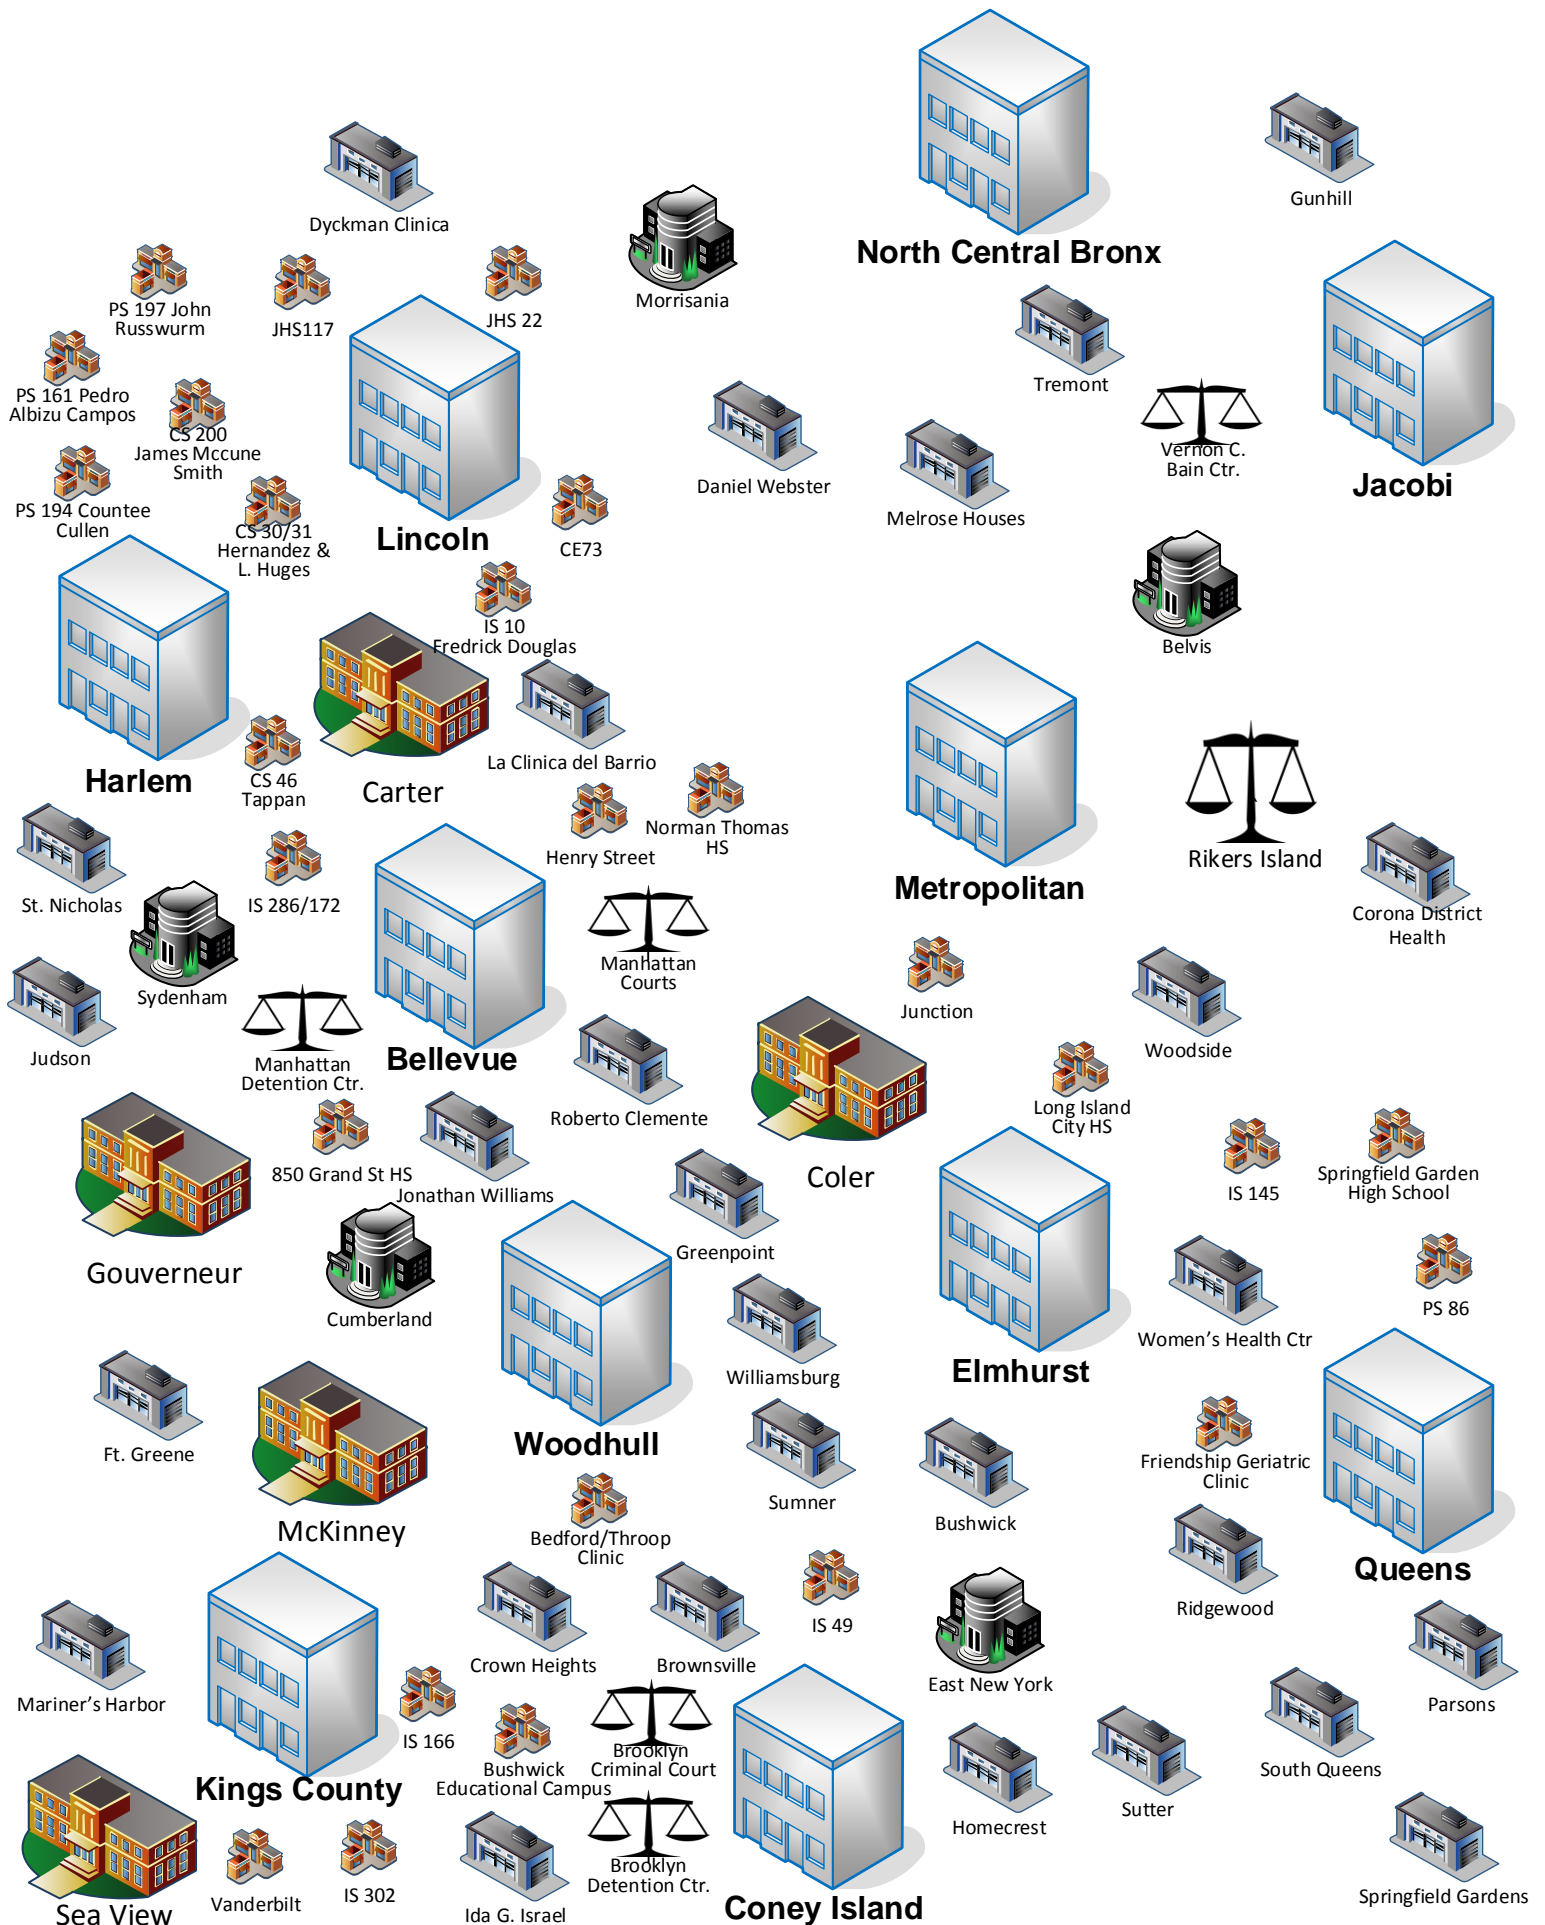 Gunhill
Dyckman Clinica
North Central Bronx
Morrisania
PS 197 John
Russwurm
JHS117
JHS 22
Tremont
PS 161 Pedro
Albizu Campos
CS 200
James Mccune
Smith
Vernon C.
Bain Ctr.
Daniel Webster
Jacobi
PS 194 Countee
Cullen
Melrose Houses
CS 30/31
Hernandez &
L. Huges
Lincoln
CE73
IS 10
Fredrick Douglas
Belvis
La Clinica del Barrio
Harlem
CS 46
Tappan
Carter
Norman Thomas
HS
Henry Street
Rikers Island
Metropolitan
St. Nicholas
IS 286/172
Corona District
Health
Manhattan
Courts
Sydenham
Junction
Judson
Manhattan
Detention Ctr.
Bellevue
Woodside
Roberto Clemente
Long Island
City HS
850 Grand St HS
Jonathan Williams
Coler
IS 145
Springfield Garden
High School
Gouverneur
Greenpoint
Cumberland
PS 86
Women's Health Ctr
Williamsburg
Elmhurst
Ft. Greene
Woodhull
Friendship Geriatric
Clinic
Sumner
Bushwick
McKinney
Bedford/Throop
Clinic
Queens
Ridgewood
IS 49
Crown Heights
Brownsville
East New York
Mariner's Harbor
Parsons
IS 166
Kings County
Bushwick
Educational Campus
Brooklyn
Criminal Court
South Queens
Sutter
Homecrest
Brooklyn
Detention Ctr.
Vanderbilt
IS 302
Springfield Gardens
Sea View
Ida G. Israel
Coney Island